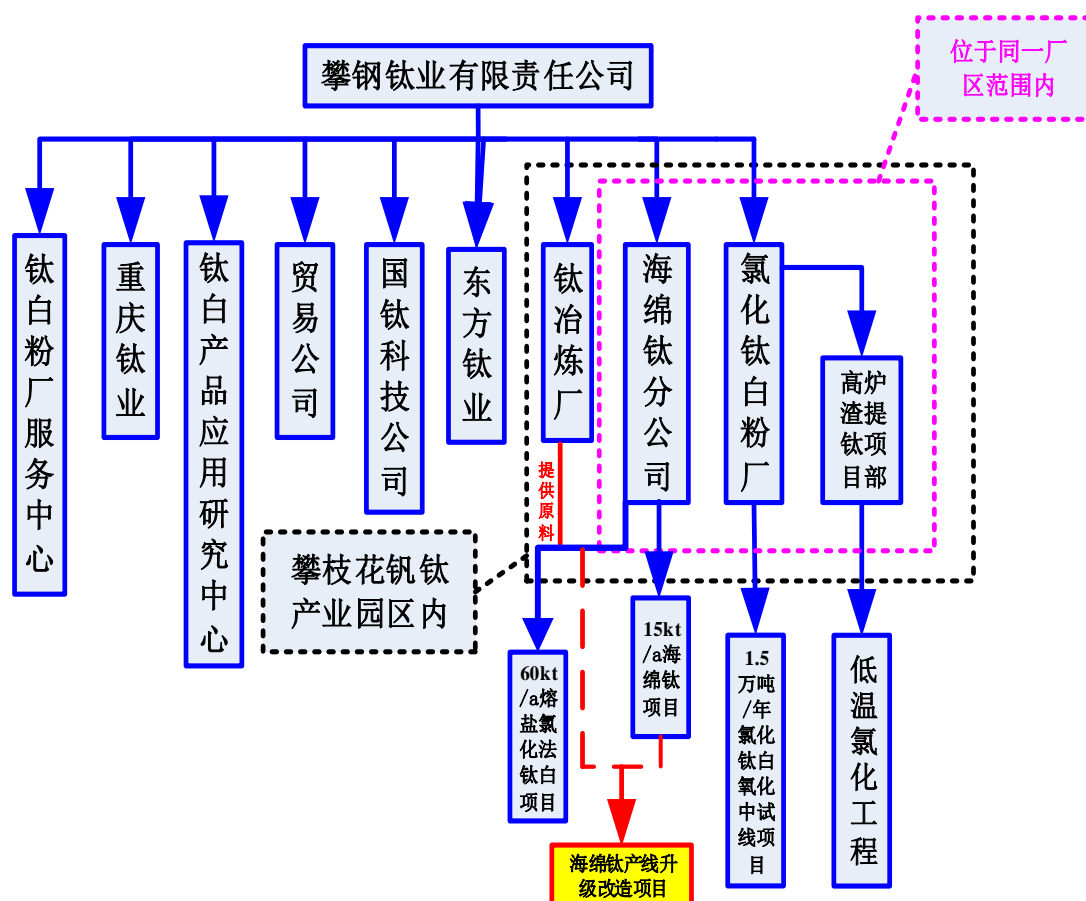 攀钢钛业有限责任公司
位于同一厂
区范围内
钛白粉厂服务中心
重庆钛业
钛白产品应用研究中心
贸易公司
国钛科技公司
东方钛业
钛冶炼厂
海绵钛分公司
氯化钛白粉厂
高炉
渣提
钛项
目部
提供原料
攀枝花钒钛
产业园区内
60kt
/a熔
盐氯
化法
钛白
项目
15kt
/a海
绵钛
项目
1.5
万吨
/年
氯化
钛白
氧化
中试
线项
目
低温氯化工程
海绵钛产线升
级改造项目